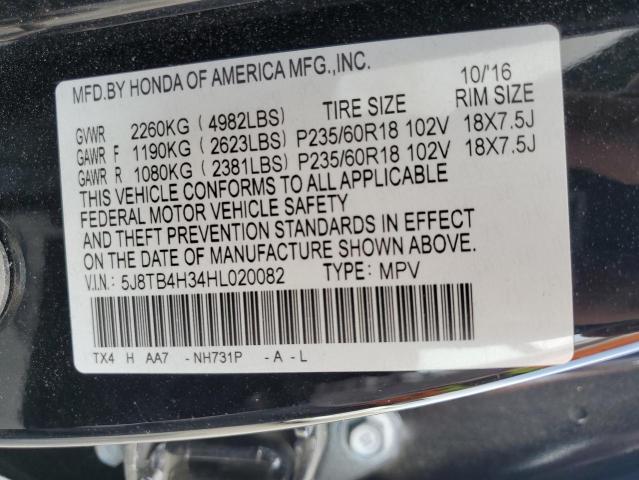 MFD.BY HONDA OF AMERICA MFG.,INC. 10/'16
TIRE SIZE RIM SIZE
GVWR 2260KG ( 4982LBS)
GAWR F 1190KG ( 2623LBS) P235/60R18 102V 18X7.5J
GAWR R 1080KG ( 2381LBS) P235/60R18 102V 18X7.5J
THIS VEHICLE CONFORMS TO ALL APPLICABLE
FEDERAL MOTOR VEHICLE SAFETY
AND THEFT PREVENTION STANDARDS IN EFFECT
ON THE DATE OF MANUFACTURE SHOWN ABOVE.
V.I.N.: 5J8TB4H34HL020082 TYPE: MPV
TX4 H AA7 -NH731P -A-L